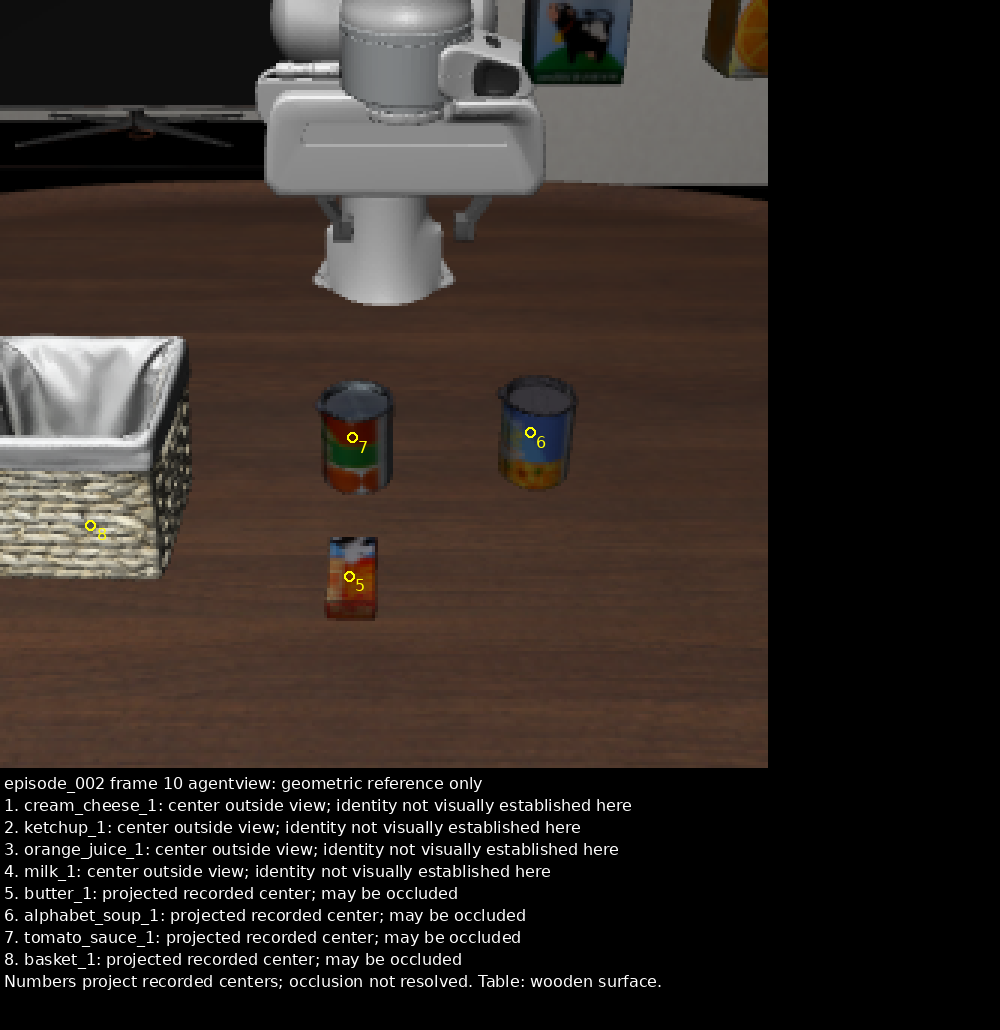 7
6
8
5
episode_002 frame 10 agentview: geometric reference only
1. cream_cheese_1: center outside view; identity not visually established here
2. ketchup_1: center outside view; identity not visually established here
3. orange_juice_1: center outside view; identity not visually established here
4. milk_1: center outside view; identity not visually established here
5. butter_1: projected recorded center; may be occluded
6. alphabet_soup_1: projected recorded center; may be occluded
7. tomato_sauce_1: projected recorded center; may be occluded
8. basket_1: projected recorded center; may be occluded
Numbers project recorded centers; occlusion not resolved. Table: wooden surface.